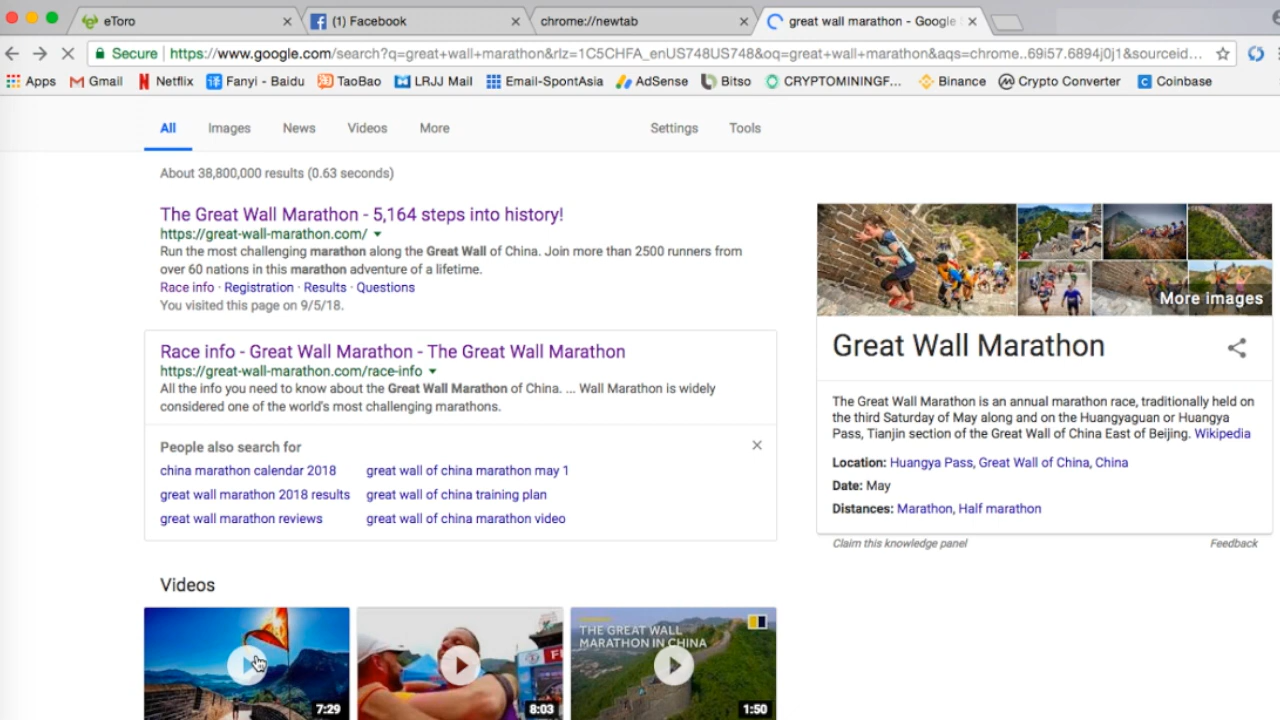 eToro
(1) Facebook
chrome://newtab
great wall marathon - Google
Secure
https://www.google.com/search?q=great+wall+marathon&rlz=1C5CHFA_enUS748US748&oq=great+wall+marathon&aqs=chrome..69i57.6894j0j1&sourceid...
Apps
Gmail
Netflix
Fanyi - Baidu
TaoBao
LRJJ Mail
Email-SpontAsia
AdSense
Bitso
CRYPTOMININGF...
Binance
Crypto Converter
Coinbase
All
Images
News
Videos
More
Settings
Tools
About 38,800,000 results (0.63 seconds)
The Great Wall Marathon - 5,164 steps into history!
https://great-wall-marathon.com/
Run the most challenging marathon along the Great Wall of China. Join more than 2500 runners from
over 60 nations in this marathon adventure of a lifetime.
Race info · Registration · Results · Questions
You visited this page on 9/5/18.
Race info - Great Wall Marathon - The Great Wall Marathon
https://great-wall-marathon.com/race-info
All the info you need to know about the Great Wall Marathon of China. ... Wall Marathon is widely
considered one of the world's most challenging marathons.
People also search for
china marathon calendar 2018
great wall of china marathon may 1
great wall marathon 2018 results
great wall of china training plan
great wall marathon reviews
great wall of china marathon video
Videos
7:29
8:03
THE GREAT WALL
MARATHON IN CHINA
1:50
More images
Great Wall Marathon
The Great Wall Marathon is an annual marathon race, traditionally held on
the third Saturday of May along and on the Huangyaguan or Huangya
Pass, Tianjin section of the Great Wall of China East of Beijing. Wikipedia
Location: Huangya Pass, Great Wall of China, China
Date: May
Distances: Marathon, Half marathon
Claim this knowledge panel
Feedback